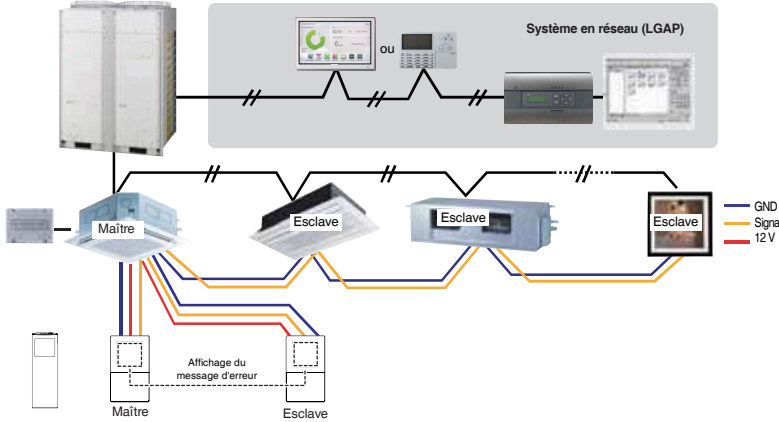 Système en réseau (LGAP)
ou
Maître
Esclave
Esclave
Esclave
GND
Signa
12 V
Affichage du
message d'erreur
Maître
Esclave